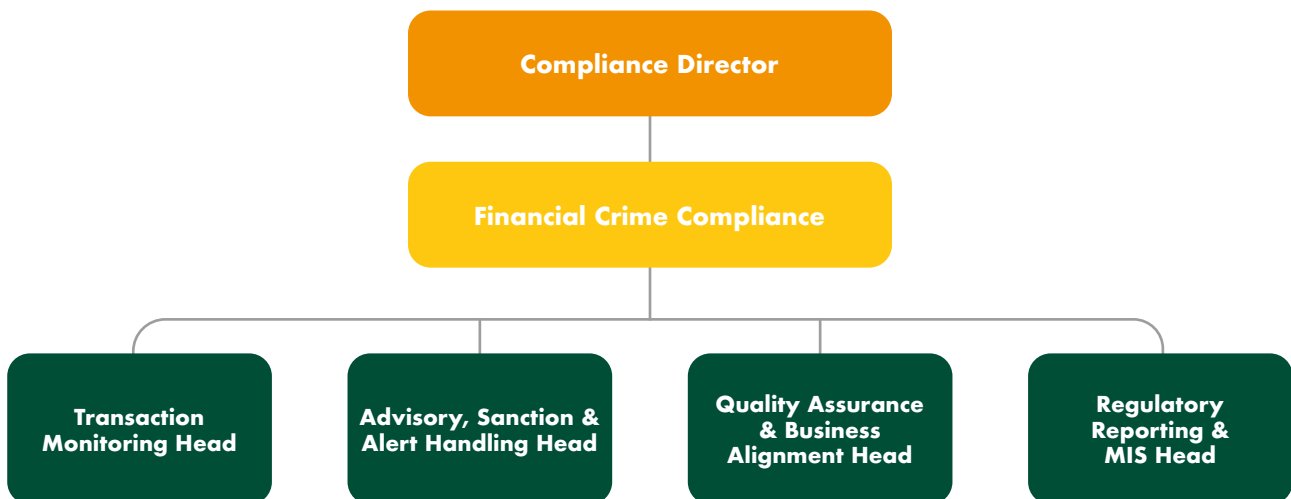 Compliance Director
Financial Crime Compliance
Transaction
Monitoring Head
Advisory, Sanction &
Alert Handling Head
Quality Assurance
& Business
Alignment Head
Regulatory
Reporting &
MIS Head